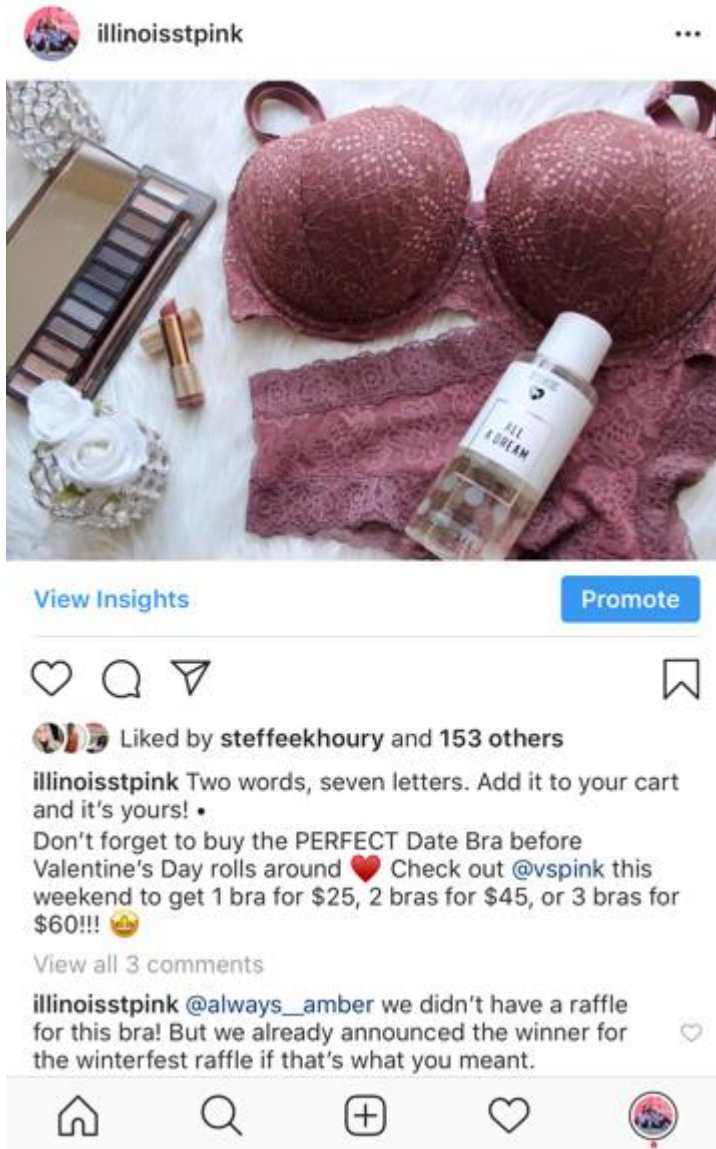 illinoisstpink
ALL
A DREAM
View Insights
Promote
Liked by steffeekhoury and 153 others
illinoisstpink Two words, seven letters. Add it to your cart
and it's yours! •
Don't forget to buy the PERFECT Date Bra before
Valentine's Day rolls around ❤️ Check out @vspink this
weekend to get 1 bra for $25, 2 bras for $45, or 3 bras for
$60!!! 🤩
View all 3 comments
illinoisstpink @always__amber we didn't have a raffle
for this bra! But we already announced the winner for
the winterfest raffle if that's what you meant.